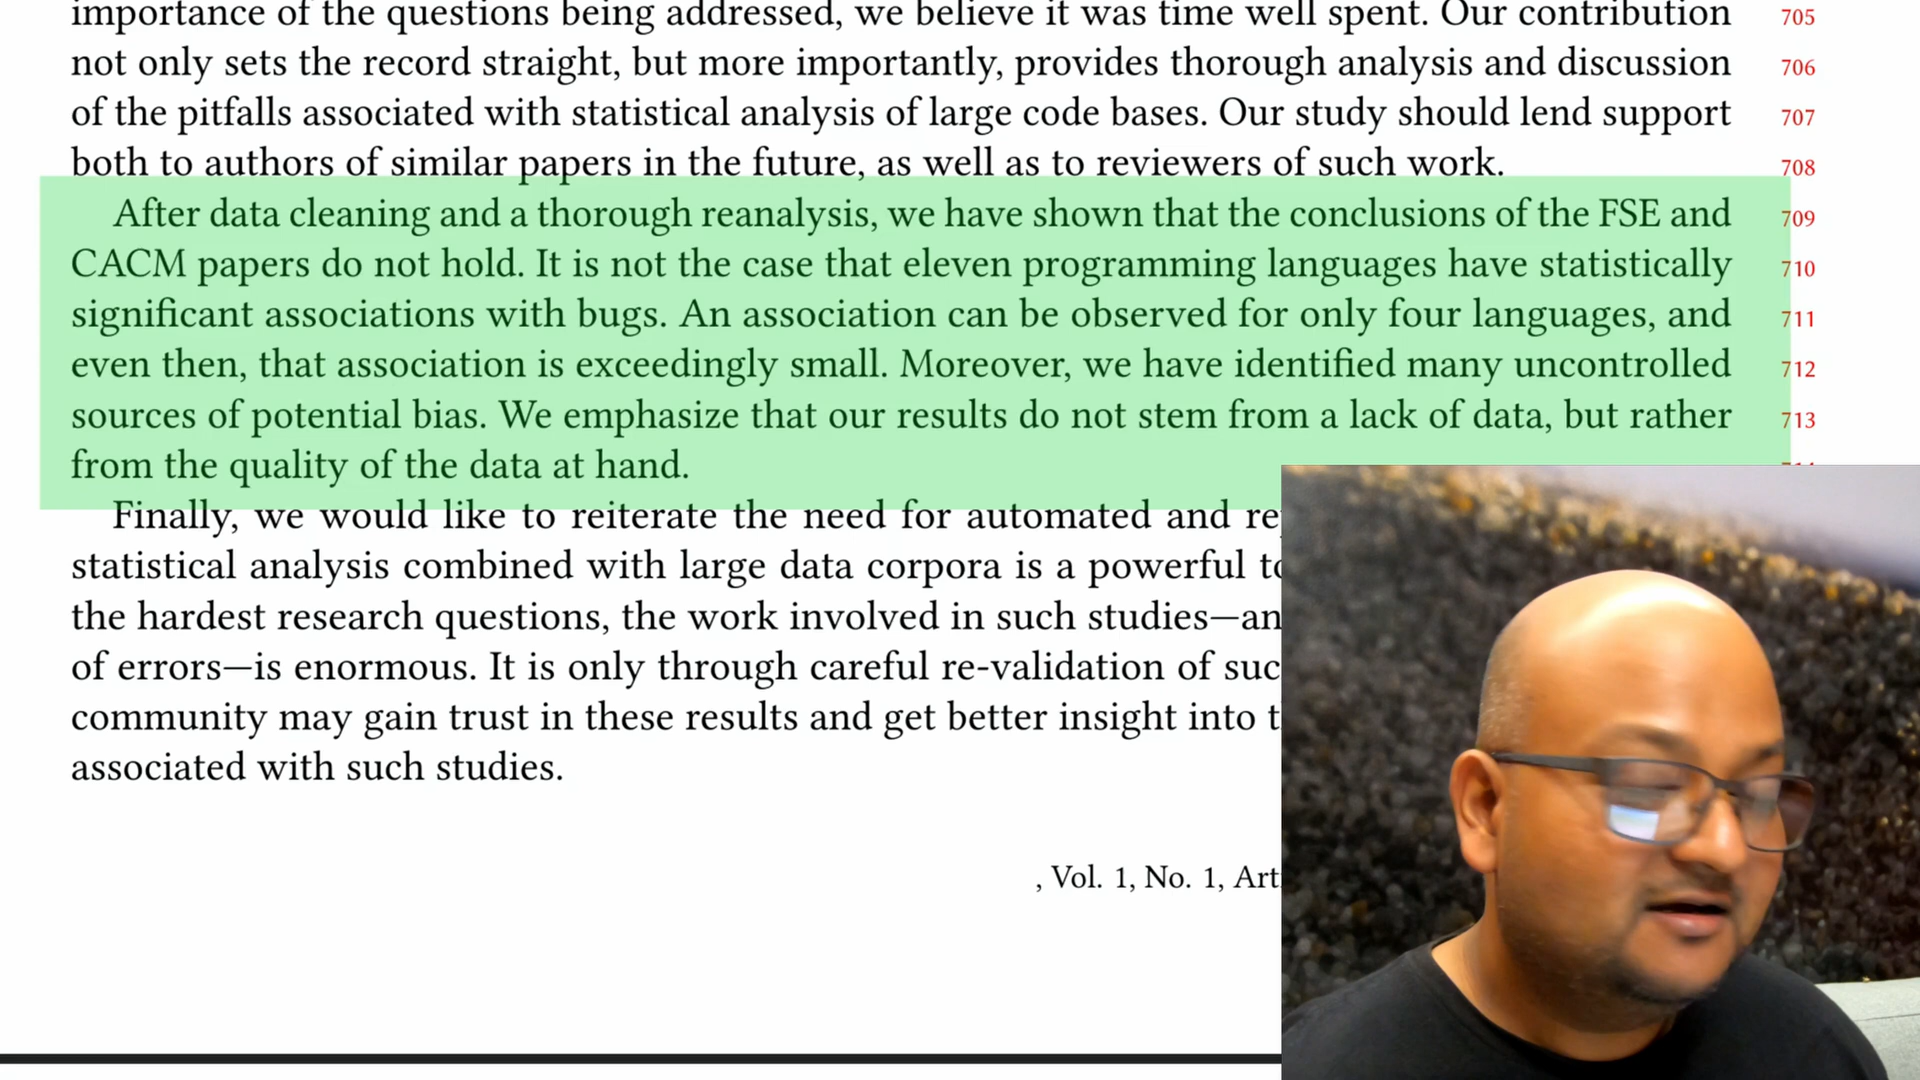 importance of the questions being addressed, we believe it was time well spent. Our contribution 705
not only sets the record straight, but more importantly, provides thorough analysis and discussion 706
of the pitfalls associated with statistical analysis of large code bases. Our study should lend support 707
both to authors of similar papers in the future, as well as to reviewers of such work. 708
After data cleaning and a thorough reanalysis, we have shown that the conclusions of the FSE and 709
CACM papers do not hold. It is not the case that eleven programming languages have statistically 710
significant associations with bugs. An association can be observed for only four languages, and 711
even then, that association is exceedingly small. Moreover, we have identified many uncontrolled 712
sources of potential bias. We emphasize that our results do not stem from a lack of data, but rather 713
from the quality of the data at hand.
Finally, we would like to reiterate the need for automated and
statistical analysis combined with large data corpora is a powerful
the hardest research questions, the work involved in such studies—
of errors—is enormous. It is only through careful re-validation of
community may gain trust in these results and get better insight into
associated with such studies.
, Vol. 1, No. 1,